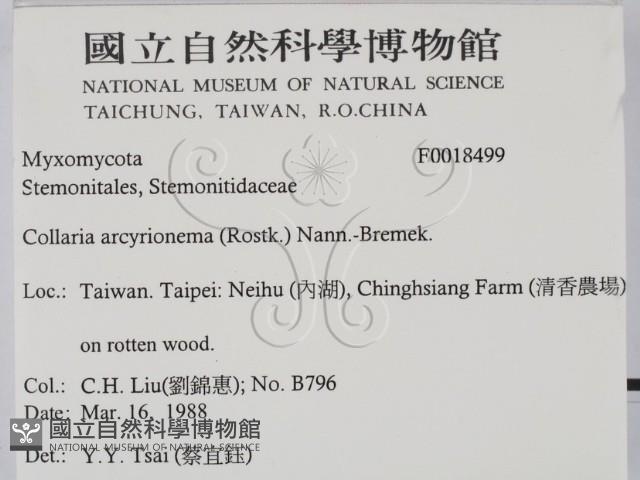 國立自然科學博物館
NATIONAL MUSEUM OF NATURAL SCIENCE
TAICHUNG, TAIWAN, R.O.CHINA
Myxomycota F0018499
Stemonitales, Stemonitidaceae
Collaria arcyrionema (Rostk.) Nann.-Bremek.
Loc.: Taiwan. Taipei: Neihu (內湖), Chinghsiang Farm (清香農場)
on rotten wood.
Col.: C.H. Liu(劉錦惠); No. B796
Date: Mar. 16, 1988
國立自然科學博物館
NATIONAL MUSEUM OF NATURAL SCIENCE
Det.: Y.Y. Tsai (蔡宜鈺)